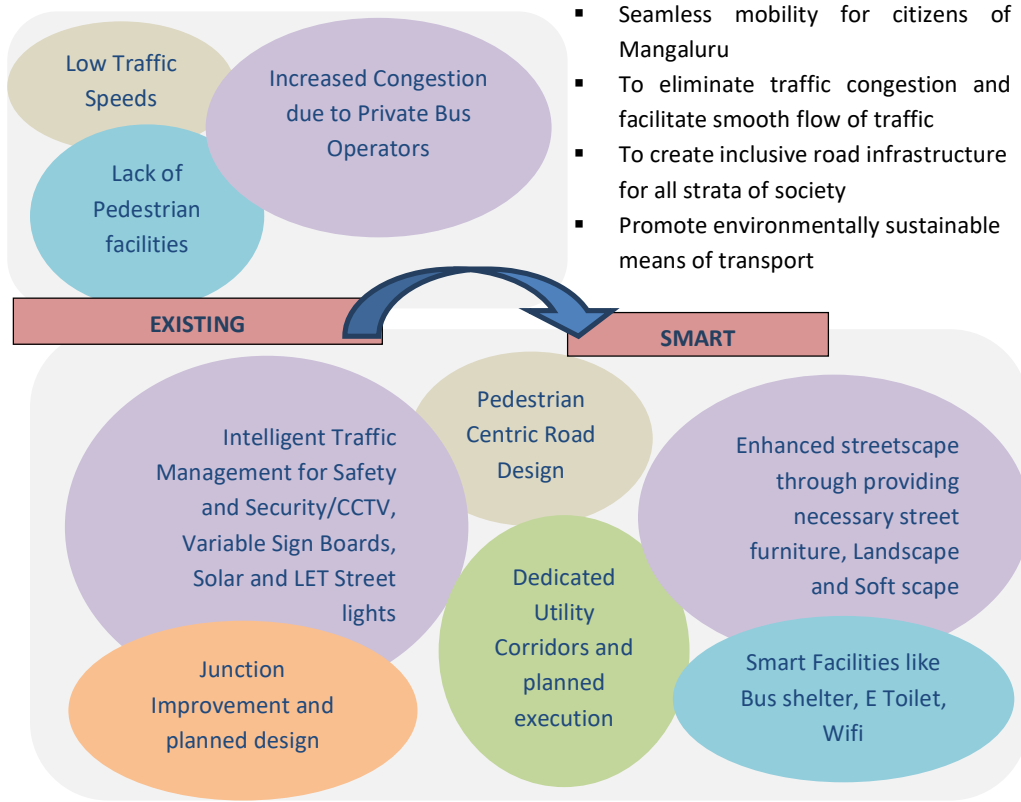 Low Traffic
Speeds
Increased Congestion
due to Private Bus
Operators
Lack of
Pedestrian
facilities
▪ Seamless mobility for citizens of
Mangaluru
▪ To eliminate traffic congestion and
facilitate smooth flow of traffic
▪ To create inclusive road infrastructure
for all strata of society
▪ Promote environmentally sustainable
means of transport
EXISTING
SMART
Intelligent Traffic
Management for Safety
and Security/CCTV,
Variable Sign Boards,
Solar and LET Street
lights
Pedestrian
Centric Road
Design
Enhanced streetscape
through providing
necessary street
furniture, Landscape
and Soft scape
Junction
Improvement and
planned design
Dedicated
Utility
Corridors and
planned
execution
Smart Facilities like
Bus shelter, E Toilet,
Wifi